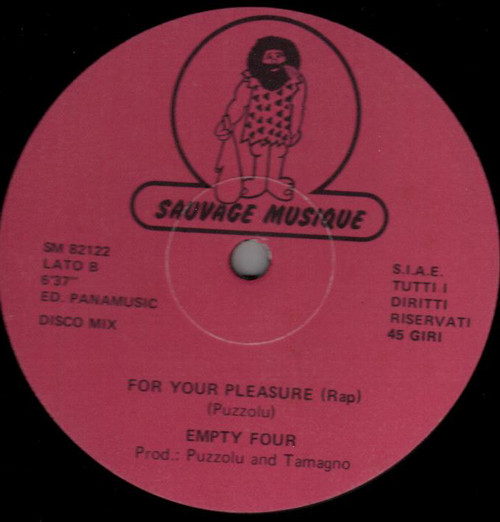 SAUVAGE MUSIQUE
SM 82122
LATO B
6'37"
ED. PANAMUSIC
DISCO MIX
S.I.A.E.
TUTTI I
DIRITTI
RISERVATI
45 GIRI
FOR YOUR PLEASURE (Rap)
(Puzzolu)
EMPTY FOUR
Prod.: Puzzolu and Tamagno